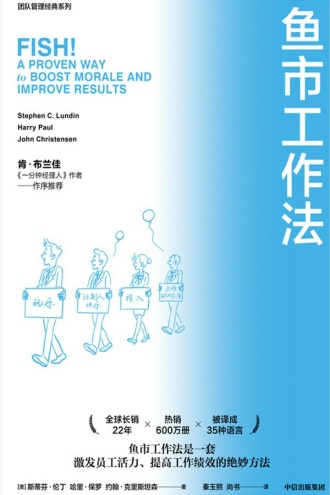 团队管理经典系列
FISH!
A PROVEN WAY
to BOOST MORALE AND
IMPROVE RESULTS
Stephen C. Lundin
Harry Paul
John Christensen
肯·布兰佳
《一分钟经理人》作者
——作序推荐
鱼市工作法
玩乐
让别人快乐
投入
全球长销 × 热销 × 被译成
22年 600万册 35种语言
鱼市工作法是一套
激发员工活力、提高工作绩效的绝妙方法
[美]斯蒂芬·伦丁 哈里·保罗 约翰·克里斯坦森——著 秦玉熙 尚书——译 中信出版集团